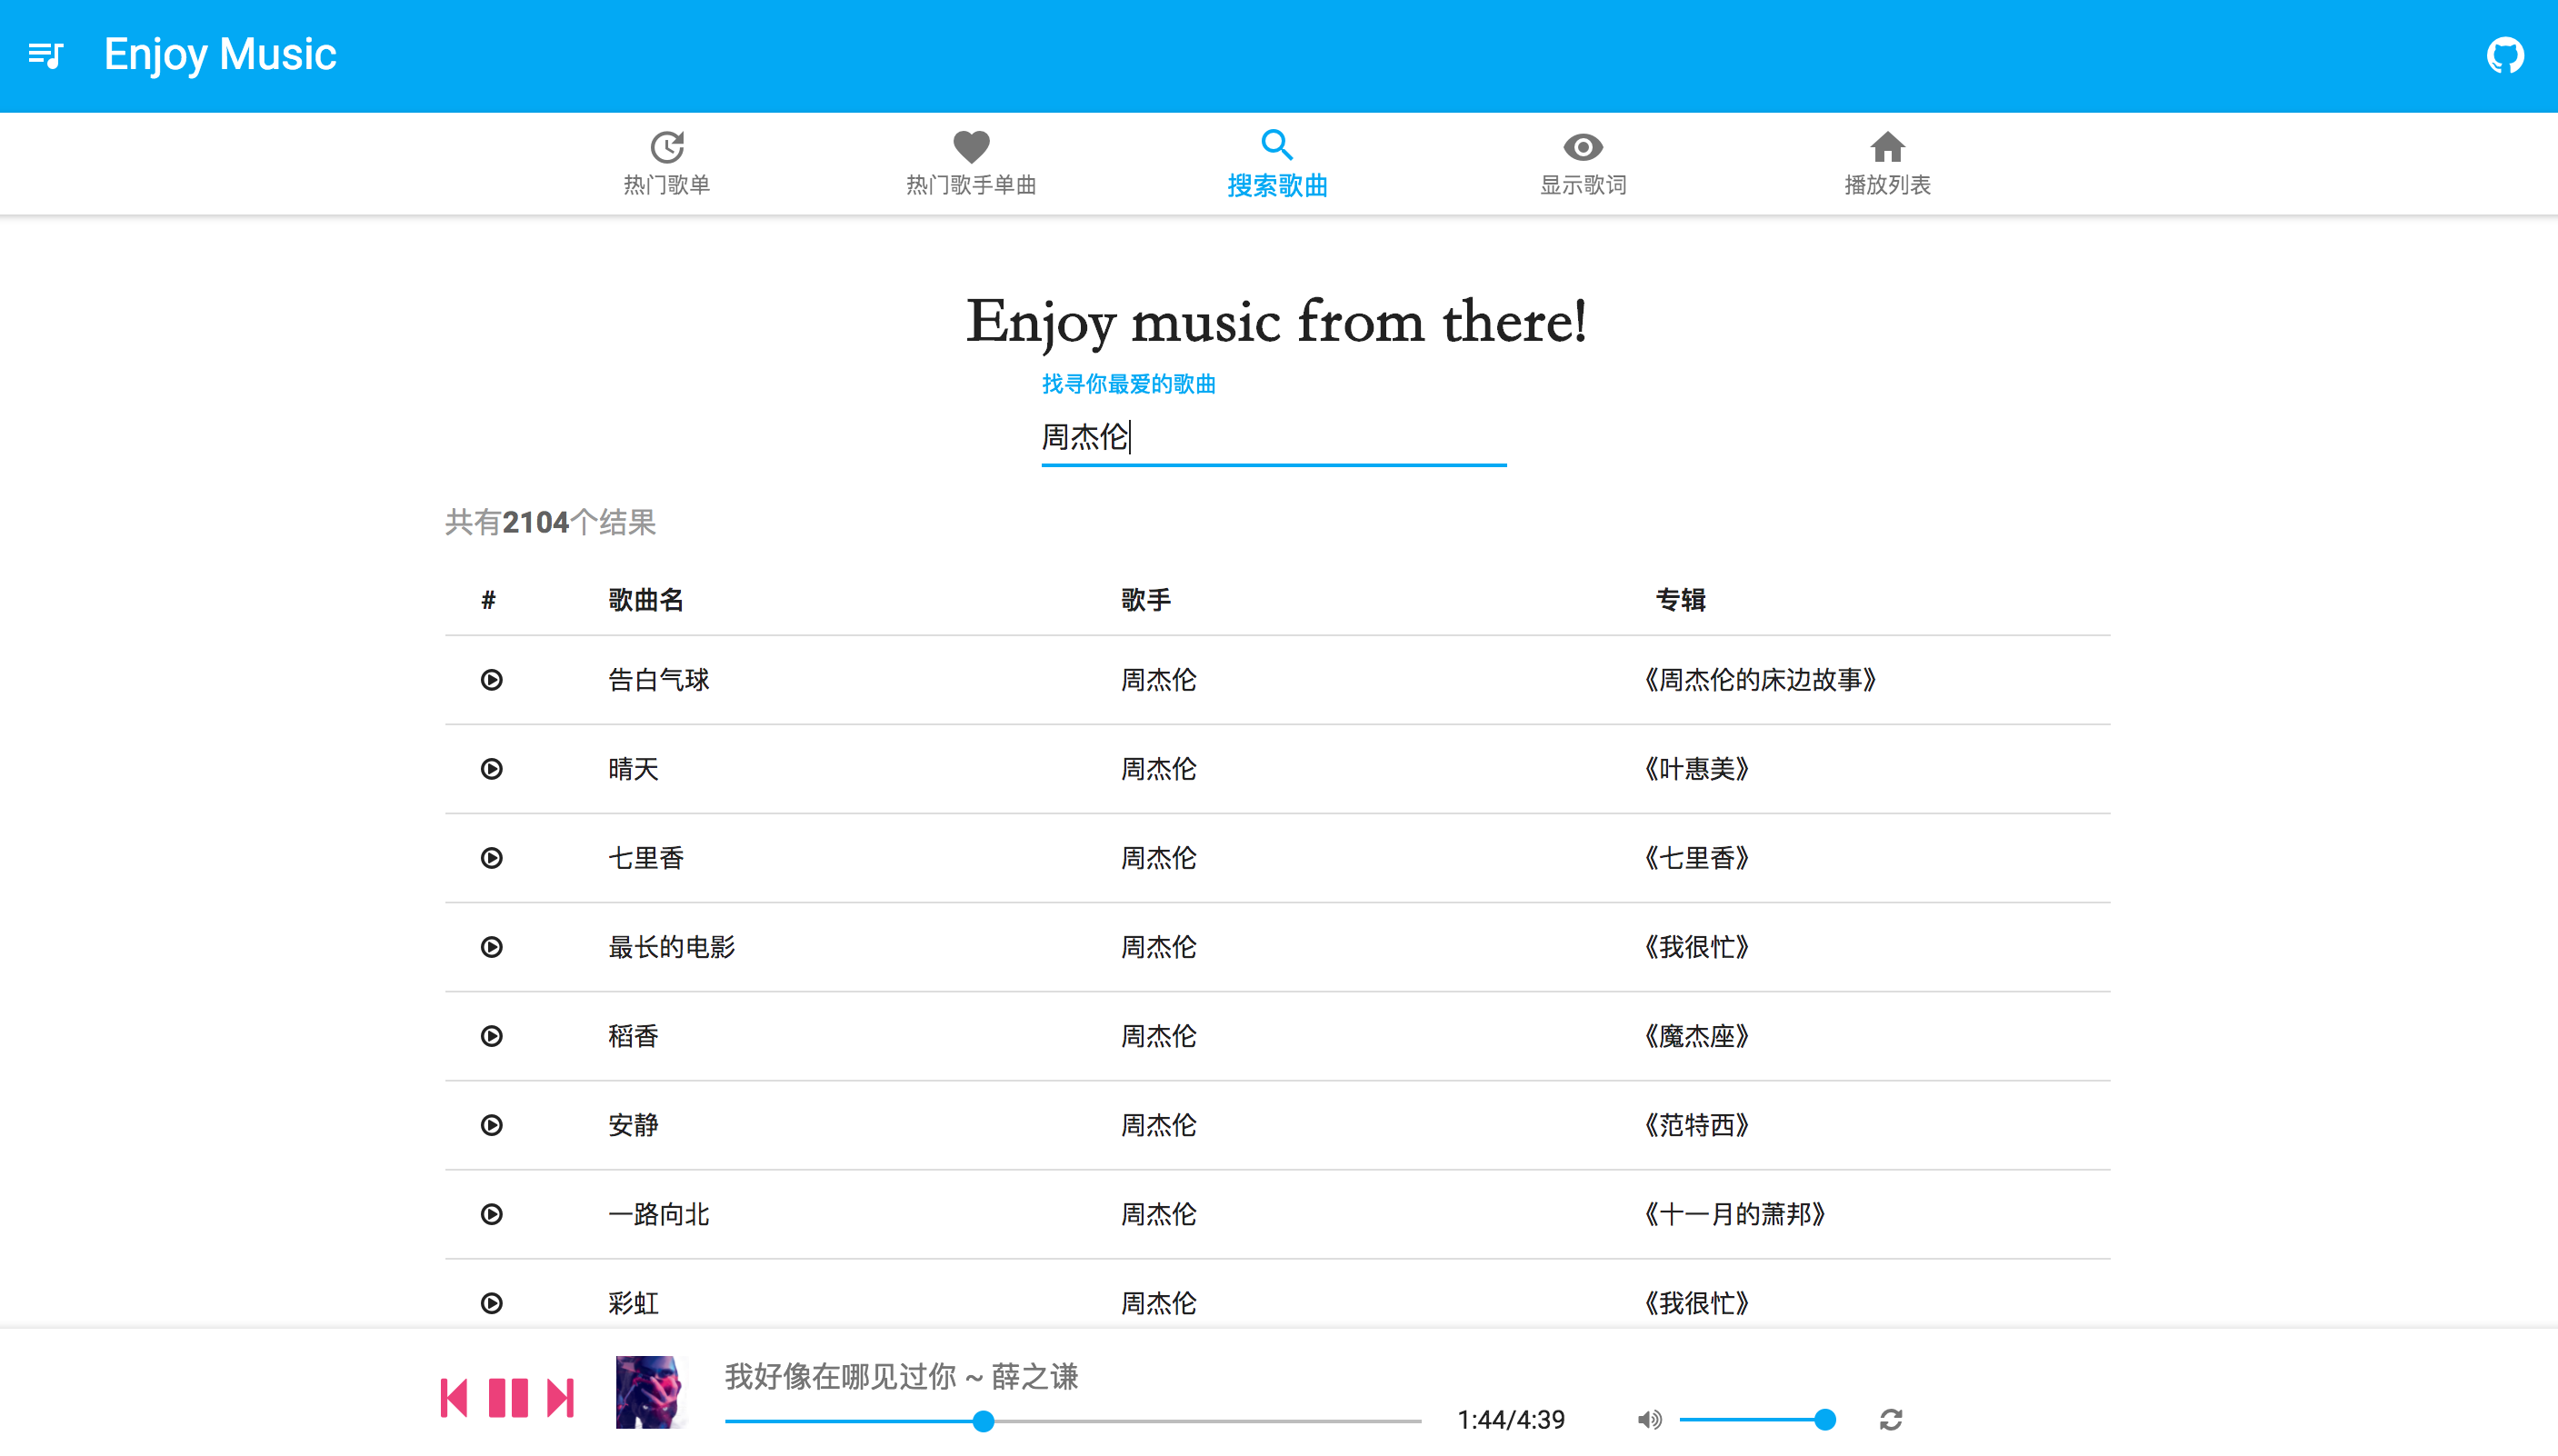 Enjoy Music
热门歌单 热门歌手单曲 搜索歌曲 显示歌词 播放列表
Enjoy music from there!
找寻你最爱的歌曲
周杰伦
共有2104个结果
# 歌曲名 歌手 专辑
告白气球 周杰伦 《周杰伦的床边故事》
晴天 周杰伦 《叶惠美》
七里香 周杰伦 《七里香》
最长的电影 周杰伦 《我很忙》
稻香 周杰伦 《魔杰座》
安静 周杰伦 《范特西》
一路向北 周杰伦 《十一月的萧邦》
彩虹 周杰伦 《我很忙》
我好像在哪见过你 ~ 薛之谦
1:44/4:39